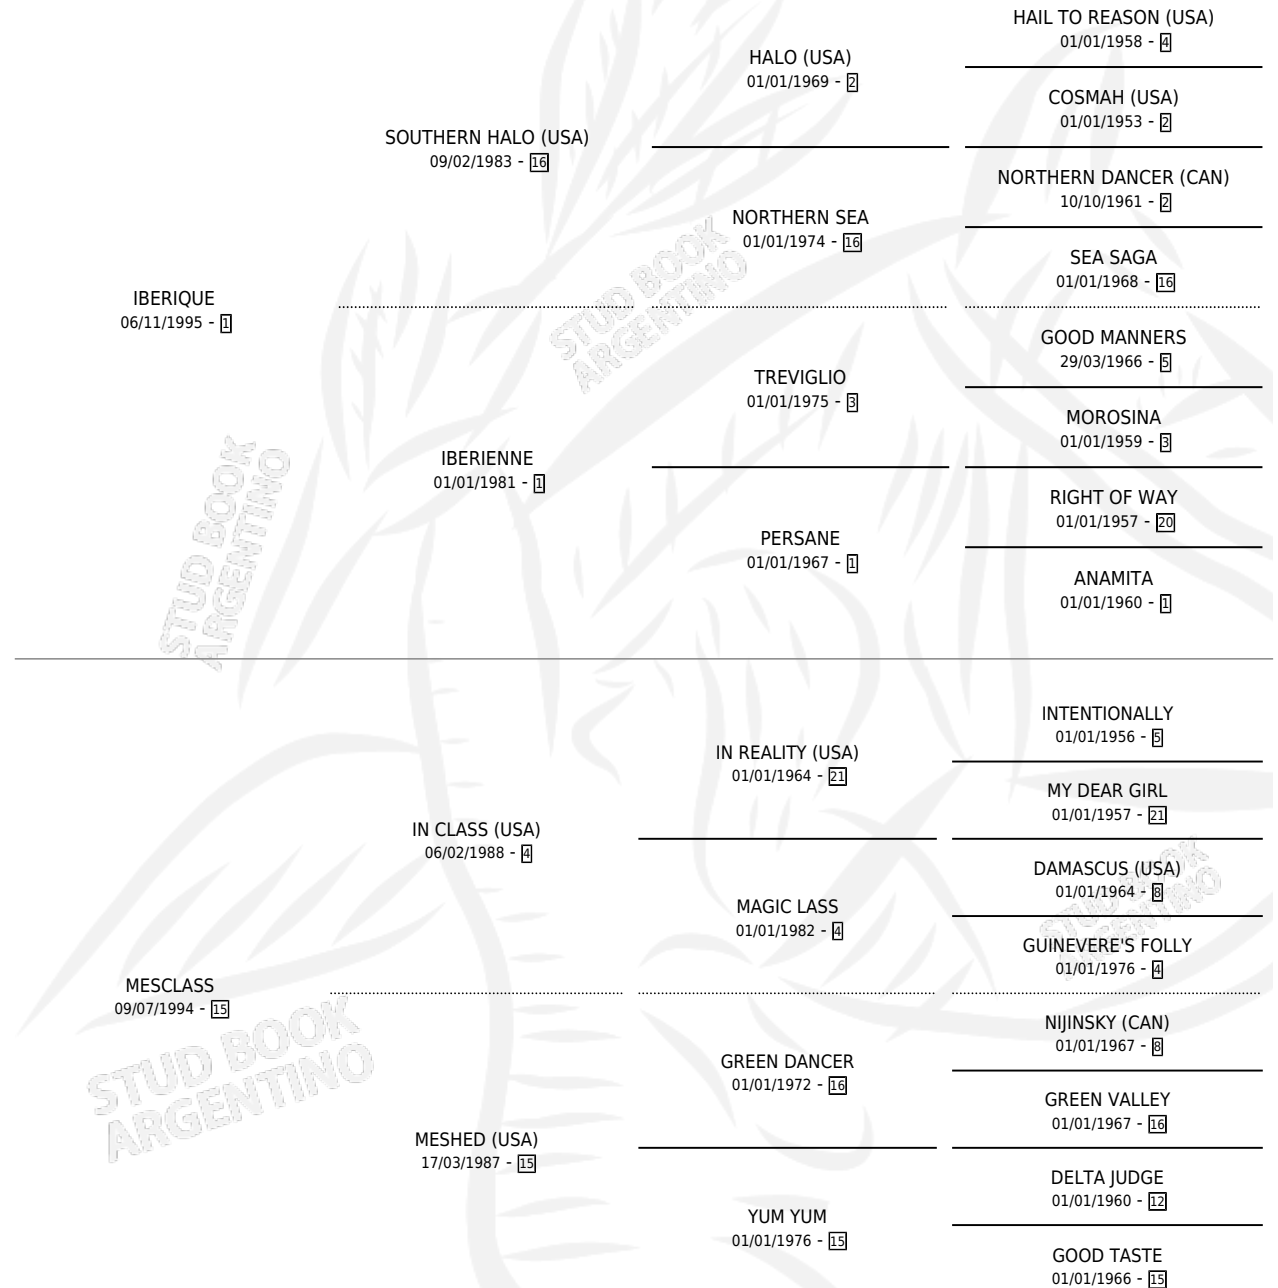 HAIL TO REASON (USA)
01/01/1958 - 4
HALO (USA)
01/01/1969 - 2
COSMAH (USA)
01/01/1953 - 2
SOUTHERN HALO (USA)
09/02/1983 - 16
NORTHERN DANCER (CAN)
10/10/1961 - 2
NORTHERN SEA
01/01/1974 - 16
SEA SAGA
01/01/1968 - 16
IBERIQUE
06/11/1995 - 1
GOOD MANNERS
29/03/1966 - 5
TREVIGLIO
01/01/1975 - 3
MOROSINA
01/01/1959 - 3
IBERIENNE
01/01/1981 - 1
RIGHT OF WAY
01/01/1957 - 20
PERSANE
01/01/1967 - 1
ANAMITA
01/01/1960 - 1
INTENTIONALLY
01/01/1956 - 5
IN REALITY (USA)
01/01/1964 - 21
MY DEAR GIRL
01/01/1957 - 21
IN CLASS (USA)
06/02/1988 - 4
DAMASCUS (USA)
01/01/1964 - 8
MAGIC LASS
01/01/1982 - 4
GUINEVERE'S FOLLY
01/01/1976 - 4
MESCLASS
09/07/1994 - 15
NIJINSKY (CAN)
01/01/1967 - 8
GREEN DANCER
01/01/1972 - 16
GREEN VALLEY
01/01/1967 - 16
MESHED (USA)
17/03/1987 - 15
DELTA JUDGE
01/01/1960 - 12
YUM YUM
01/01/1976 - 15
GOOD TASTE
01/01/1966 - 15
STUD BOOK
ARGENTINO
STUD BOOK
ARGENTINO
STUD BOOK
ARGENTINO
STUD BOOK
ARGENTINO